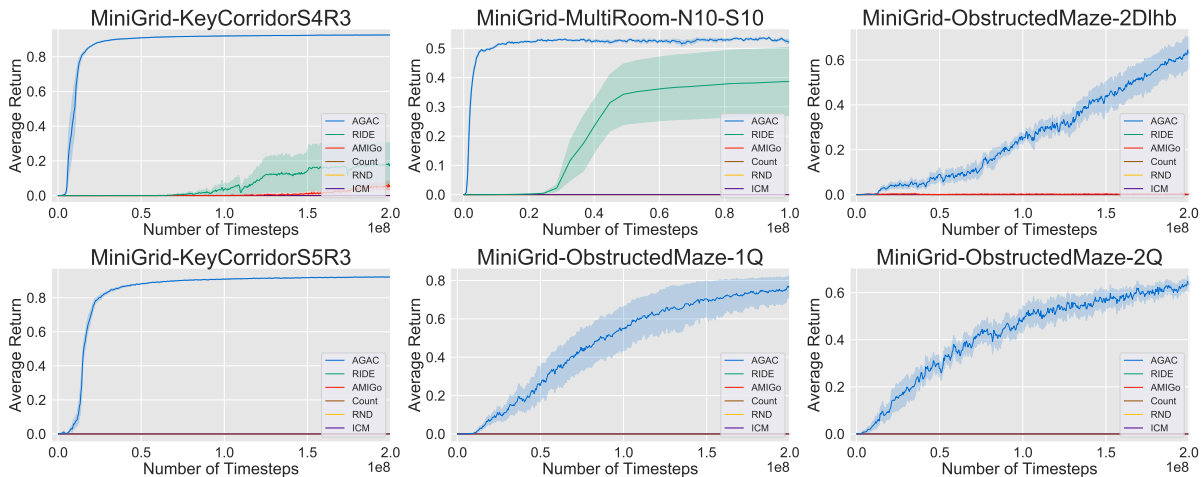 MiniGrid-KeyCorridorS4R3
Average Return
0.8
0.6
0.4
0.2
0.0
AGAC
RIDE
AMIGo
Count
RND
ICM
0.0 0.5 1.0 1.5 2.0
Number of Timesteps 1e8
MiniGrid-MultiRoom-N10-S10
Average Return
0.5
0.4
0.3
0.2
0.1
0.0
AGAC
RIDE
AMIGo
Count
RND
ICM
0.0 0.2 0.4 0.6 0.8 1.0
Number of Timesteps 1e8
MiniGrid-ObstructedMaze-2Dlhb
Average Return
0.6
0.4
0.2
0.0
AGAC
RIDE
AMIGo
Count
RND
ICM
0.0 0.5 1.0 1.5 2.0
Number of Timesteps 1e8
MiniGrid-KeyCorridorS5R3
Average Return
0.8
0.6
0.4
0.2
0.0
AGAC
RIDE
AMIGo
Count
RND
ICM
0.0 0.5 1.0 1.5 2.0
Number of Timesteps 1e8
MiniGrid-ObstructedMaze-1Q
Average Return
0.8
0.6
0.4
0.2
0.0
AGAC
RIDE
AMIGo
Count
RND
ICM
0.0 0.5 1.0 1.5 2.0
Number of Timesteps 1e8
MiniGrid-ObstructedMaze-2Q
Average Return
0.6
0.4
0.2
0.0
AGAC
RIDE
AMIGo
Count
RND
ICM
0.0 0.5 1.0 1.5 2.0
Number of Timesteps 1e8